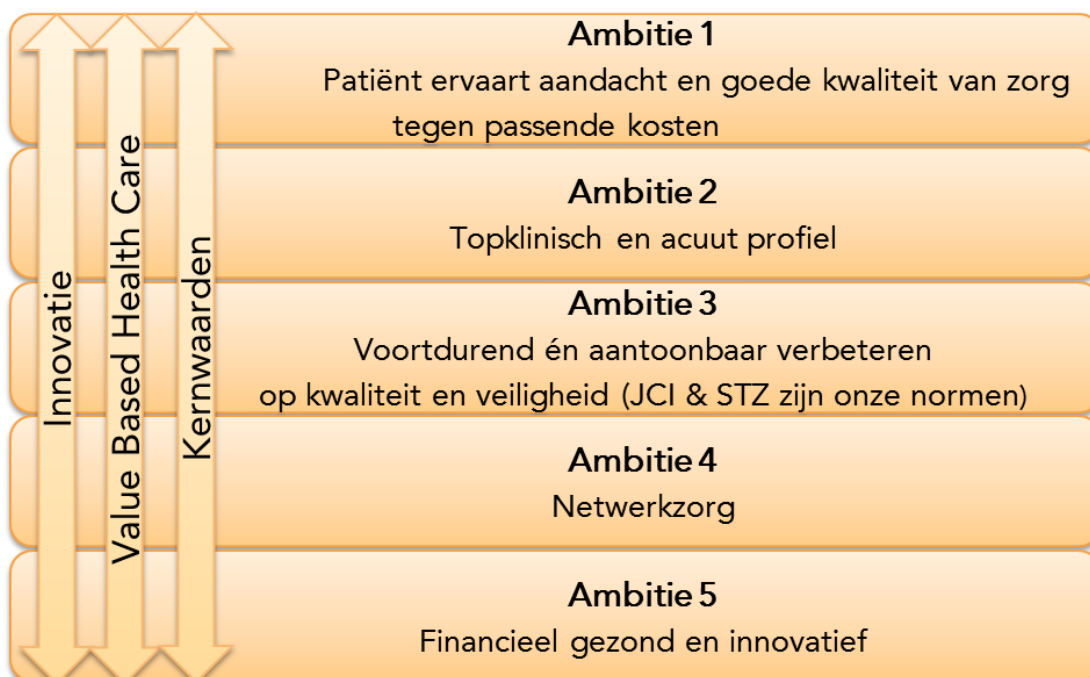 Ambitie 1
Patiënt ervaart aandacht en goede kwaliteit van zorg
tegen passende kosten
Ambitie 2
Topklinisch en acuut profiel
Ambitie 3
Voortdurend én aantoonbaar verbeteren
op kwaliteit en veiligheid (JCI & STZ zijn onze normen)
Ambitie 4
Netwerkzorg
Ambitie 5
Financieel gezond en innovatief
Innovatie
Value Based Health Care
Kernwaarden